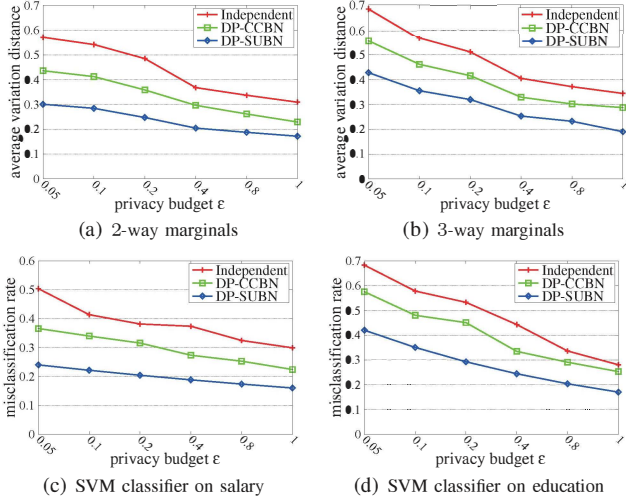 0.7
0.6
0.5
0.4
0.3
0.2
0.1
0
average variation distance
Independent
DP-CCBN
DP-SUBN
0.05
0.1
0.2
0.4
0.8
1
privacy budget ε
(a) 2-way marginals
0.7
0.6
0.5
0.4
0.3
0.2
0.1
0
average variation distance
Independent
DP-CCBN
DP-SUBN
0.05
0.1
0.2
0.4
0.8
1
privacy budget ε
(b) 3-way marginals
0.6
0.5
0.4
0.3
0.2
0.1
0
misclassification rate
Independent
DP-CCBN
DP-SUBN
0.05
0.1
0.2
0.4
0.8
1
privacy budget ε
(c) SVM classifier on salary
0.7
0.6
0.5
0.4
0.3
0.2
0.1
0
misclassification rate
Independent
DP-CCBN
DP-SUBN
0.05
0.1
0.2
0.4
0.8
1
privacy budget ε
(d) SVM classifier on education